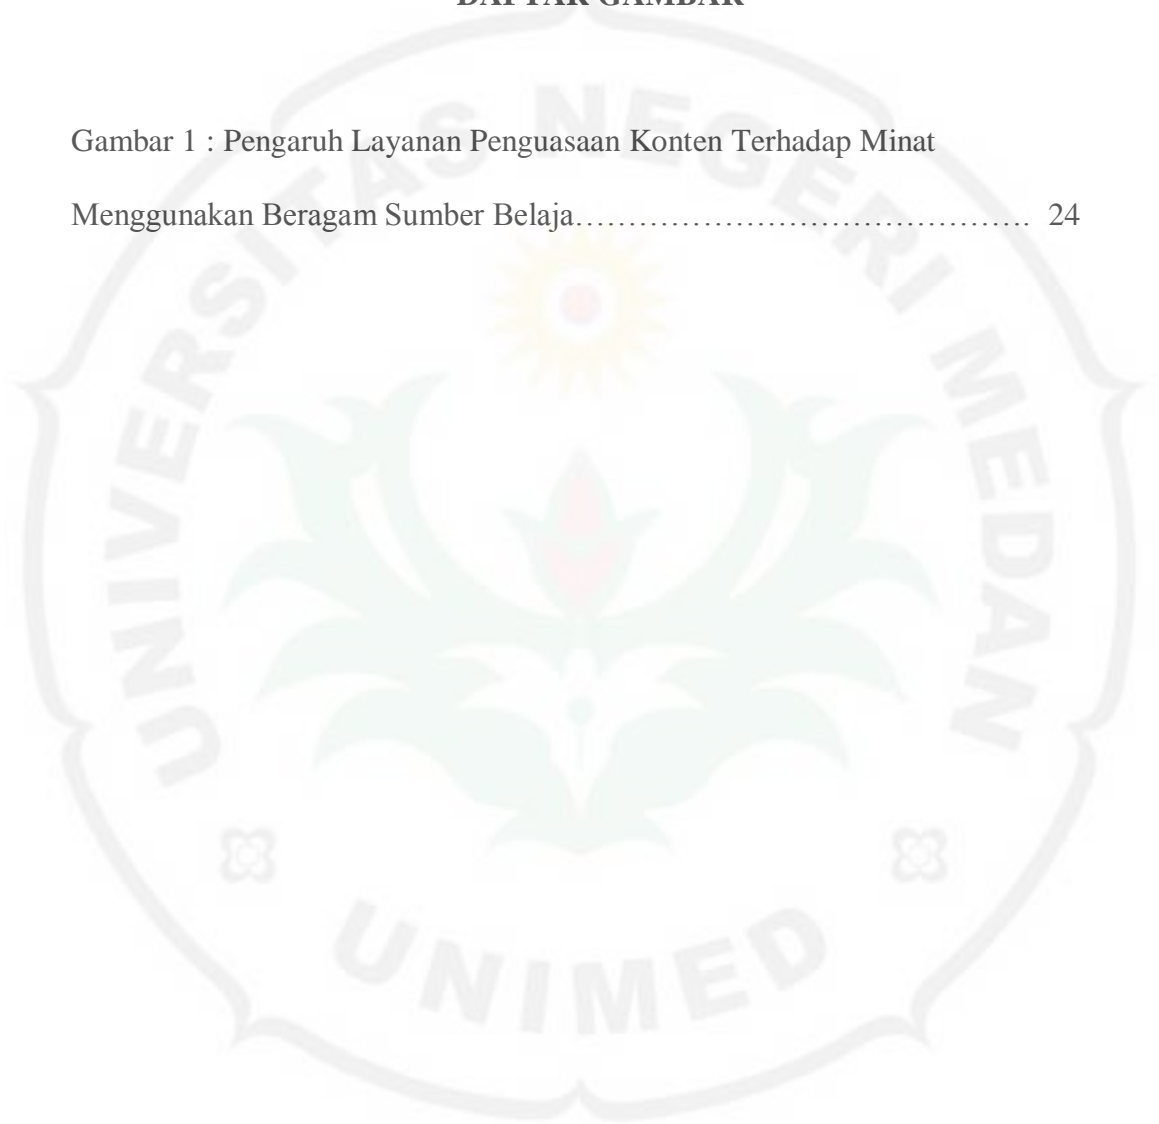 DAFTAR GAMBAR
Gambar 1 : Pengaruh Layanan Penguasaan Konten Terhadap Minat
Menggunakan Beragam Sumber Belaja……………………………………. 24
UNIVERSITAS NEGERI MEDAN
UNIMED